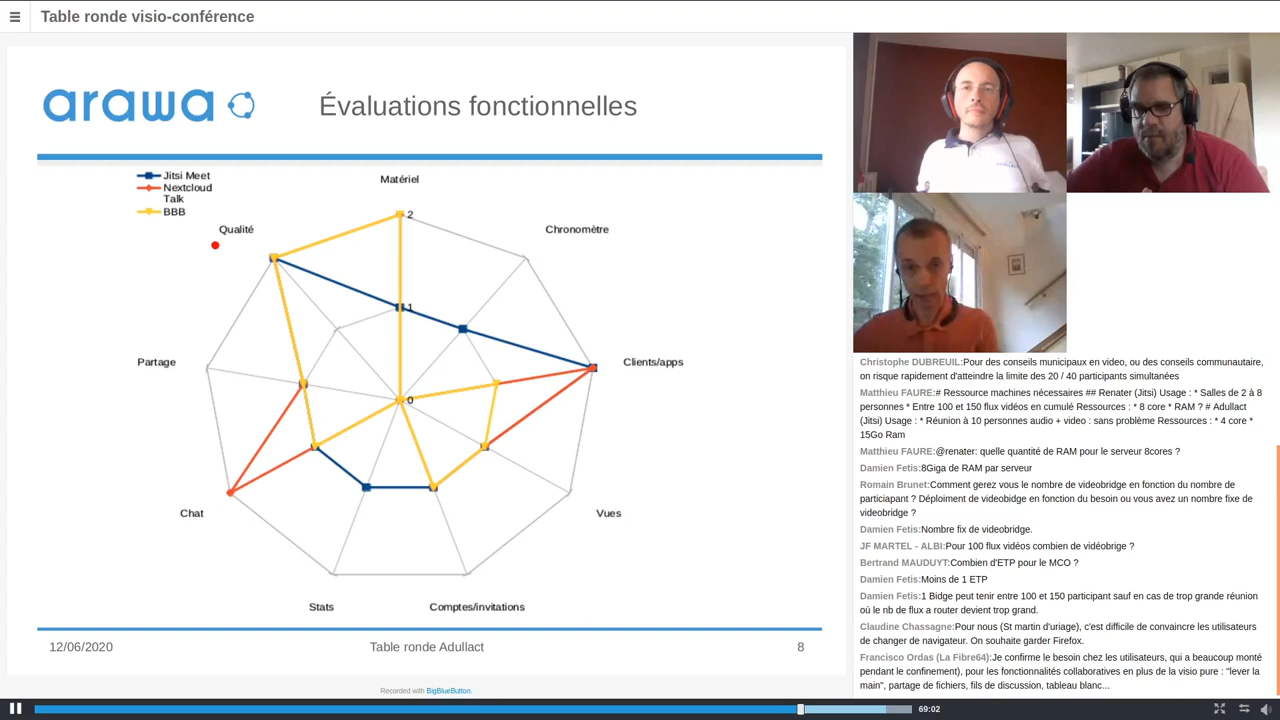 Table ronde visio-conférence
arawa
Évaluations fonctionnelles
Jitsi Meet
Nextcloud
Talk
BBB
Matériel
2
Qualité
Chronomètre
1
Partage
Clients/apps
0
Chat
Vues
Stats
Comptes/invitations
12/06/2020
Table ronde Adullact
8
Recorded with BigBlueButton.
Christophe DUBREUIL:Pour des conseils municipaux en video, ou des conseils communautaire,
on risque rapidement d'atteindre la limite des 20 / 40 participants simultanées
Matthieu FAURE:# Ressource machines nécessaires ## Renater (Jitsi) Usage : * Salles de 2 à 8
personnes * Entre 100 et 150 flux vidéos en cumulé Ressources : * 8 core * RAM ? # Adullact
(Jitsi) Usage : * Réunion à 10 personnes audio + video : sans problème Ressources : * 4 core *
15Go Ram
Matthieu FAURE:@renater: quelle quantité de RAM pour le serveur 8cores ?
Damien Fetis:8Giga de RAM par serveur
Romain Brunet:Comment gerez vous le nombre de videobridge en fonction du nombre de
particiapant ? Déploiment de videobidge en fonction du besoin ou vous avez un nombre fixe de
videobridge ?
Damien Fetis:Nombre fix de videobridge.
JF MARTEL - ALBI:Pour 100 flux vidéos combien de vidéobrige ?
Bertrand MAUDUYT:Combien d'ETP pour le MCO ?
Damien Fetis:Moins de 1 ETP
Damien Fetis:1 Bidge peut tenir entre 100 et 150 participant sauf en cas de trop grande réunion
où le nb de flux a router devient trop grand.
Claudine Chassagne:Pour nous (St martin d'uriage), c'est difficile de convaincre les utilisateurs
de changer de navigateur. On souhaite garder Firefox.
Francisco Ordas (La Fibre64):Je confirme le besoin chez les utilisateurs, qui a beaucoup monté
pendant le confinement), pour les fonctionnalités collaboratives en plus de la visio pure : "lever la
main", partage de fichiers, fils de discussion, tableau blanc...
69:02